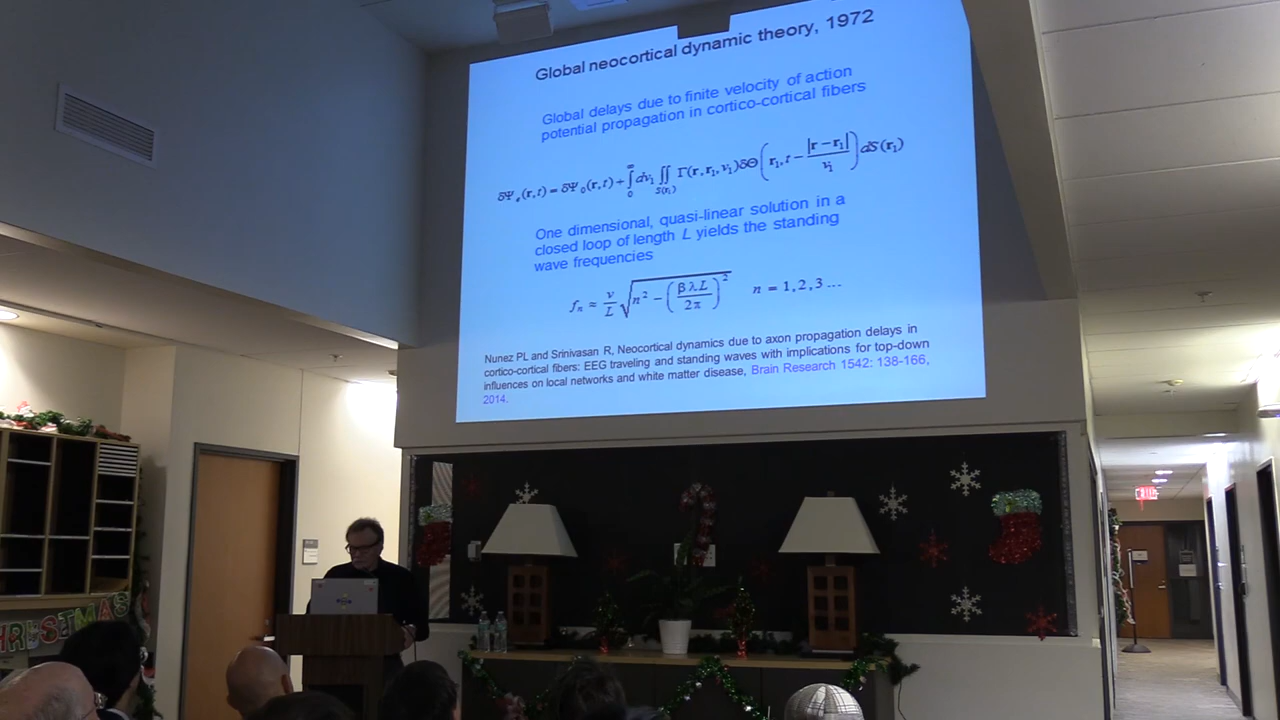 Global neocortical dynamic theory, 1972
Global delays due to finite velocity of action
potential propagation in cortico-cortical fibers
δΨₑ(r,t) = δΨ₀(r,t) + ∫₀^∞ dv₁ ∬_S(r₁) Γ(r,r₁,v₁)δΘ(r₁,t − |r − r₁|/v₁)dS(r₁)
One dimensional, quasi-linear solution in a
closed loop of length L yields the standing
wave frequencies
fₙ ≈ v/L √(n² − (βλL/2π)²) n = 1,2,3...
Nunez PL and Srinivasan R, Neocortical dynamics due to axon propagation delays in
cortico-cortical fibers: EEG traveling and standing waves with implications for top-down
influences on local networks and white matter disease, Brain Research 1542: 138-166,
2014.
EXIT
CHRISTMAS